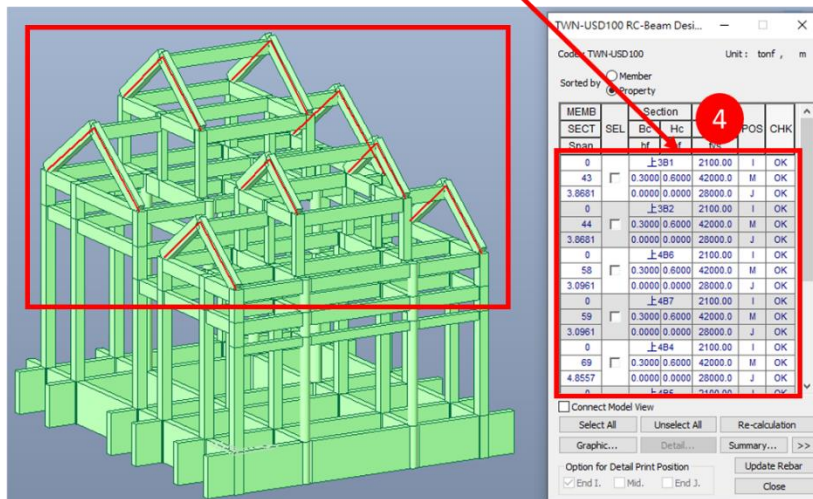 TWN-USD100 RC-Beam Desi...
Code : TWN-USD100 Unit : tonf , m
Sorted by Member
Property
MEMB Section
SECT SEL Bc Hc POS CHK
Span bf
4
0 上3B1 2100.00 I OK
43 0.3000 0.6000 42000.0 M OK
3.8681 0.0000 0.0000 28000.0 J OK
0 上3B2 2100.00 I OK
44 0.3000 0.6000 42000.0 M OK
3.8681 0.0000 0.0000 28000.0 J OK
0 上4B6 2100.00 I OK
58 0.3000 0.6000 42000.0 M OK
3.0961 0.0000 0.0000 28000.0 J OK
0 上4B7 2100.00 I OK
59 0.3000 0.6000 42000.0 M OK
3.0961 0.0000 0.0000 28000.0 J OK
0 上4B4 2100.00 I OK
69 0.3000 0.6000 42000.0 M OK
4.8557 0.0000 0.0000 28000.0 J OK
0 上4B5 2100.00 I OK
Connect Model View
Select All Unselect All Re-calculation
Graphic... Detail... Summary... >>
Option for Detail Print Position Update Rebar
End I. Mid. End J. Close